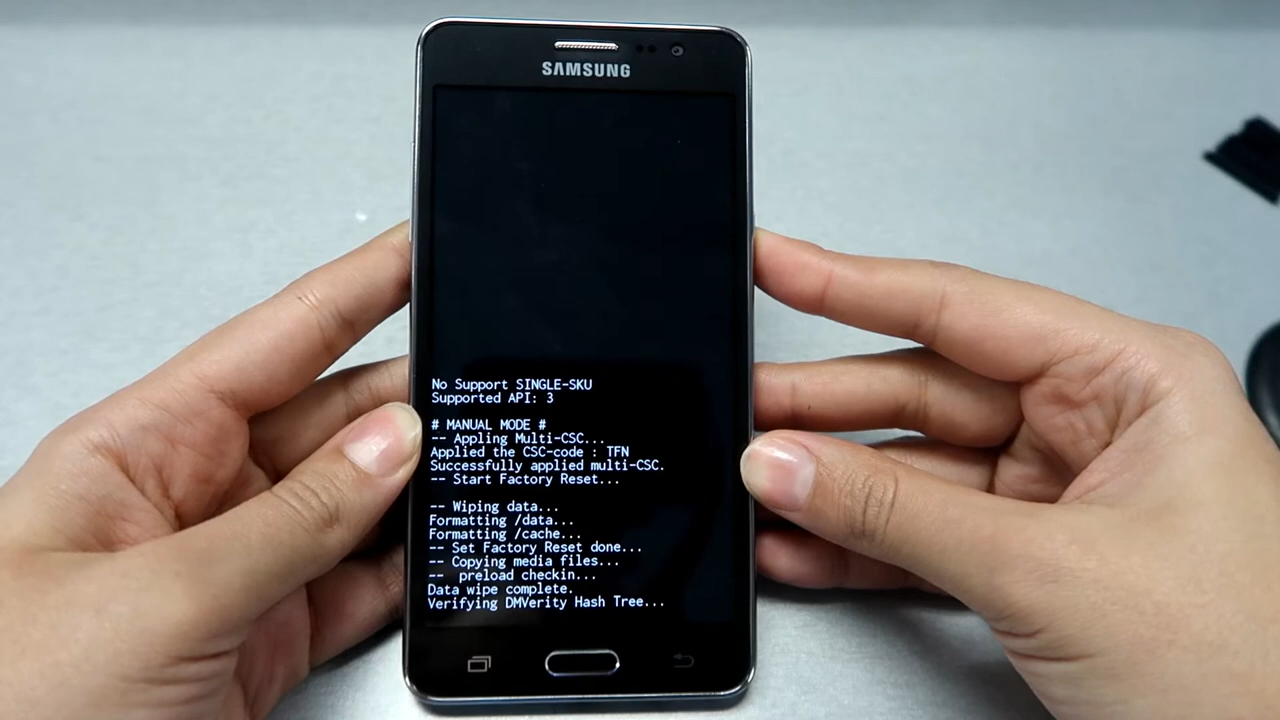 SAMSUNG
No Support SINGLE-SKU
Supported API: 3
# MANUAL MODE #
-- Appling Multi-CSC...
Applied the CSC-code : TFN
Successfully applied multi-CSC.
-- Start Factory Reset...
-- Wiping data...
Formatting /data...
Formatting /cache...
-- Set Factory Reset done...
-- Copying media files...
--  preload checkin...
Data wipe complete.
Verifying DMVerity Hash Tree...